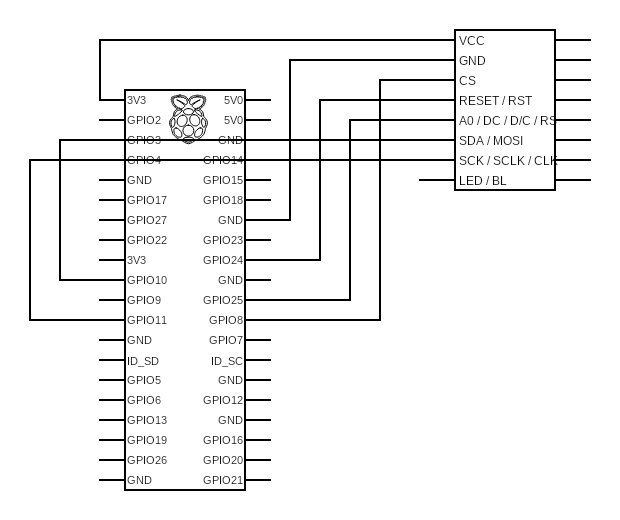 VCC
GND
CS
RESET / RST
A0 / DC / D/C / RS
SDA / MOSI
SCK / SCLK / CLK
LED / BL
3V3 5V0
GPIO2 5V0
GPIO3 GND
GPIO4 GPIO14
GND GPIO15
GPIO17 GPIO18
GPIO27 GND
GPIO22 GPIO23
3V3 GPIO24
GPIO10 GND
GPIO9 GPIO25
GPIO11 GPIO8
GND GPIO7
ID_SD ID_SC
GPIO5 GND
GPIO6 GPIO12
GPIO13 GND
GPIO19 GPIO16
GPIO26 GPIO20
GND GPIO21